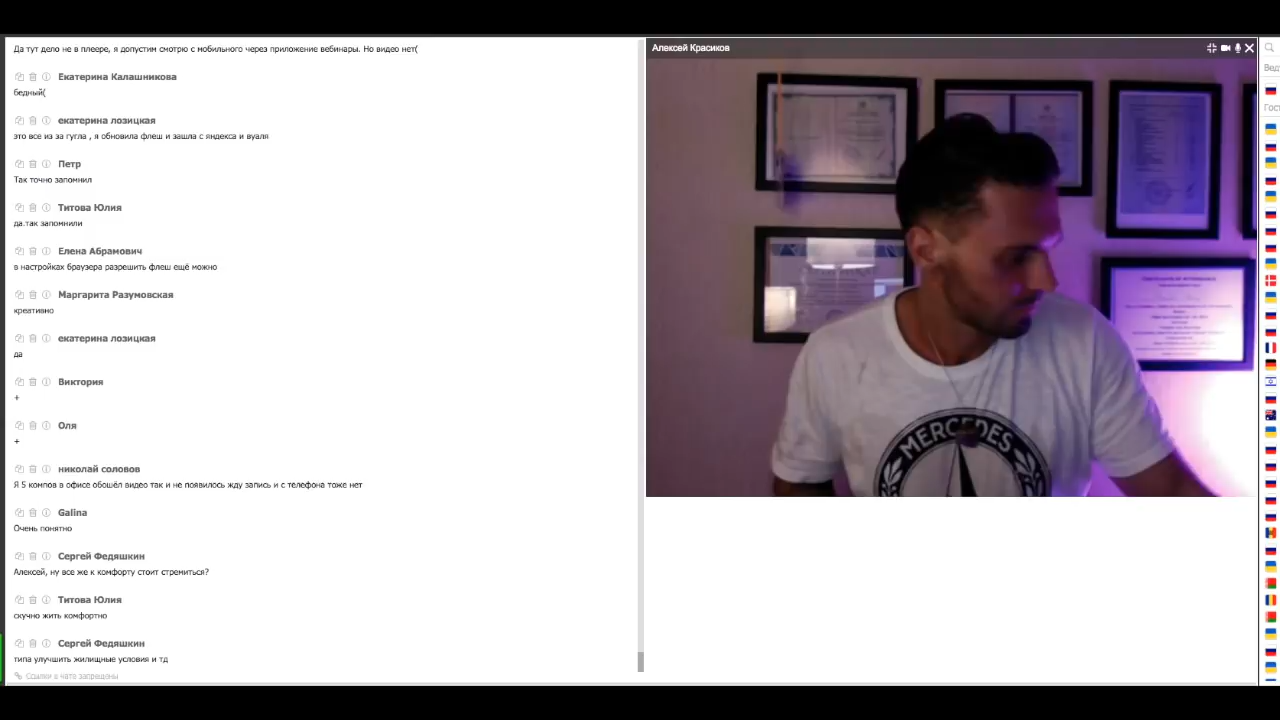 Да тут дело не в плеере, я допустим смотрю с мобильного через приложение вебинары. Но видео нет(
Екатерина Калашникова
бедный(
екатерина лозицкая
это все из за гугла , я обновила флеш и зашла с яндекса и вуаля
Петр
Так точно запомнил
Титова Юлия
да.так запомнили
Елена Абрамович
в настройках браузера разрешить флеш ещё можно
Маргарита Разумовская
креативно
екатерина лозицкая
да
Виктория
+
Оля
+
николай соловов
Я 5 компов в офисе обошёл видео так и не появилось жду запись и с телефона тоже нет
Galina
Очень понятно
Сергей Федяшкин
Алексей, ну все же к комфорту стоит стремиться?
Титова Юлия
скучно жить комфортно
Сергей Федяшкин
типа улучшить жилищные условия и тд
Ссылки в чате запрещены
Алексей Красиков
MERCEDES
Вед
Гост